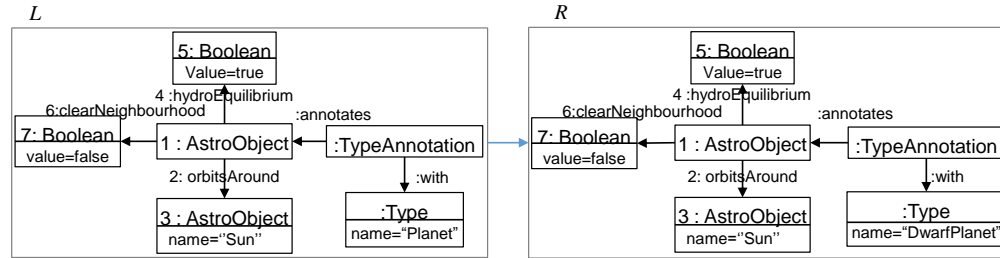 L
5: Boolean
Value=true
4 :hydroEquilibrium
6:clearNeighbourhood
:annotates
7: Boolean
value=false
1 : AstroObject
:TypeAnnotation
2: orbitsAround
:with
3 : AstroObject
name=‘‘Sun’’
:Type
name=“Planet”
R
5: Boolean
Value=true
4 :hydroEquilibrium
6:clearNeighbourhood
:annotates
7: Boolean
value=false
1 : AstroObject
:TypeAnnotation
2: orbitsAround
:with
3 : AstroObject
name=‘‘Sun’’
:Type
name=“DwarfPlanet”